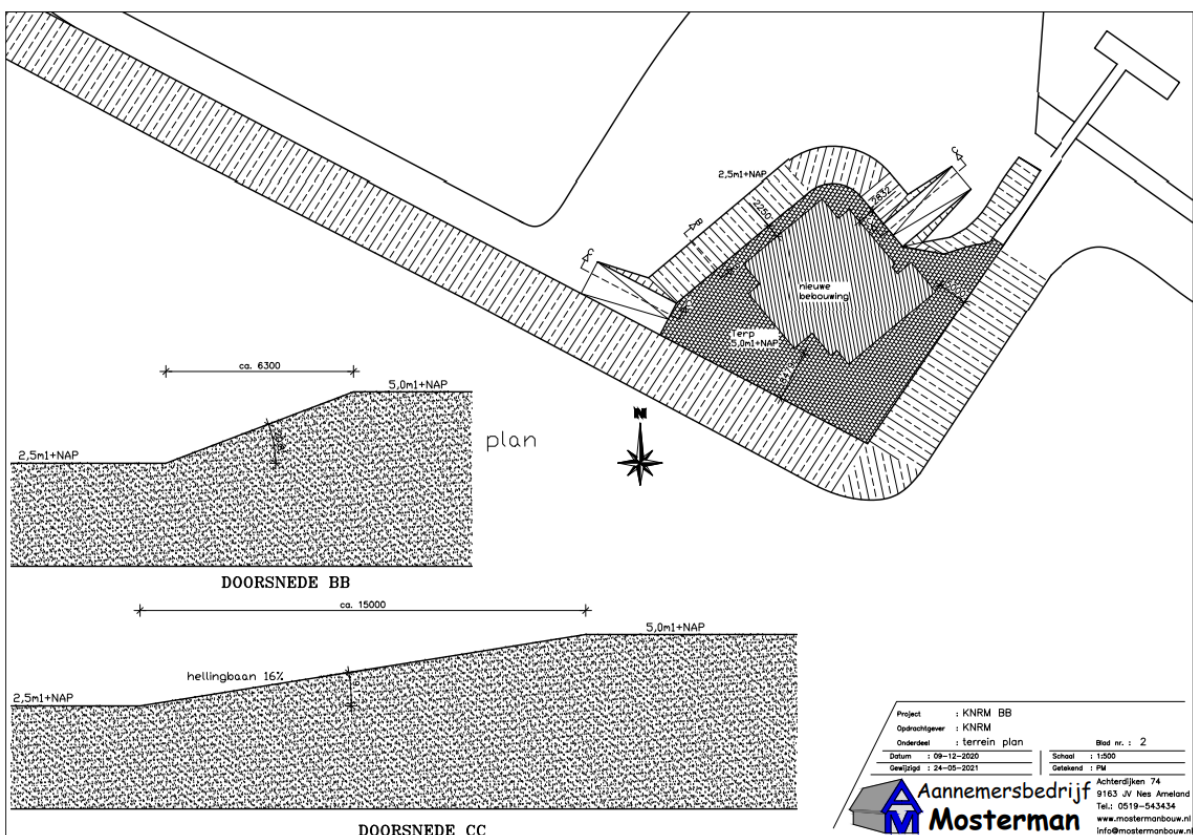 2,5m1+NAP
2250
2832
C
B
C
nieuwe
bebouwing
Terp
5,0m1+NAP
N
ca. 6300
5,0m1+NAP
2,5m1+NAP
plan
DOORSNEDE BB
ca. 15000
5,0m1+NAP
hellingbaan 16%
2,5m1+NAP
DOORSNEDE CC
Project : KNRM BB
Opdrachtgever : KNRM
Onderdeel : terrein plan Blad nr. : 2
Datum : 09-12-2020 Schaal : 1:500
Gewijzigd : 24-05-2021 Getekend : PM
AM
Aannemersbedrijf
Mosterman
Achterdijken 74
9163 JV Nes Ameland
Tel.: 0519-543434
www.mostermanbouw.nl
info@mostermanbouw.nl